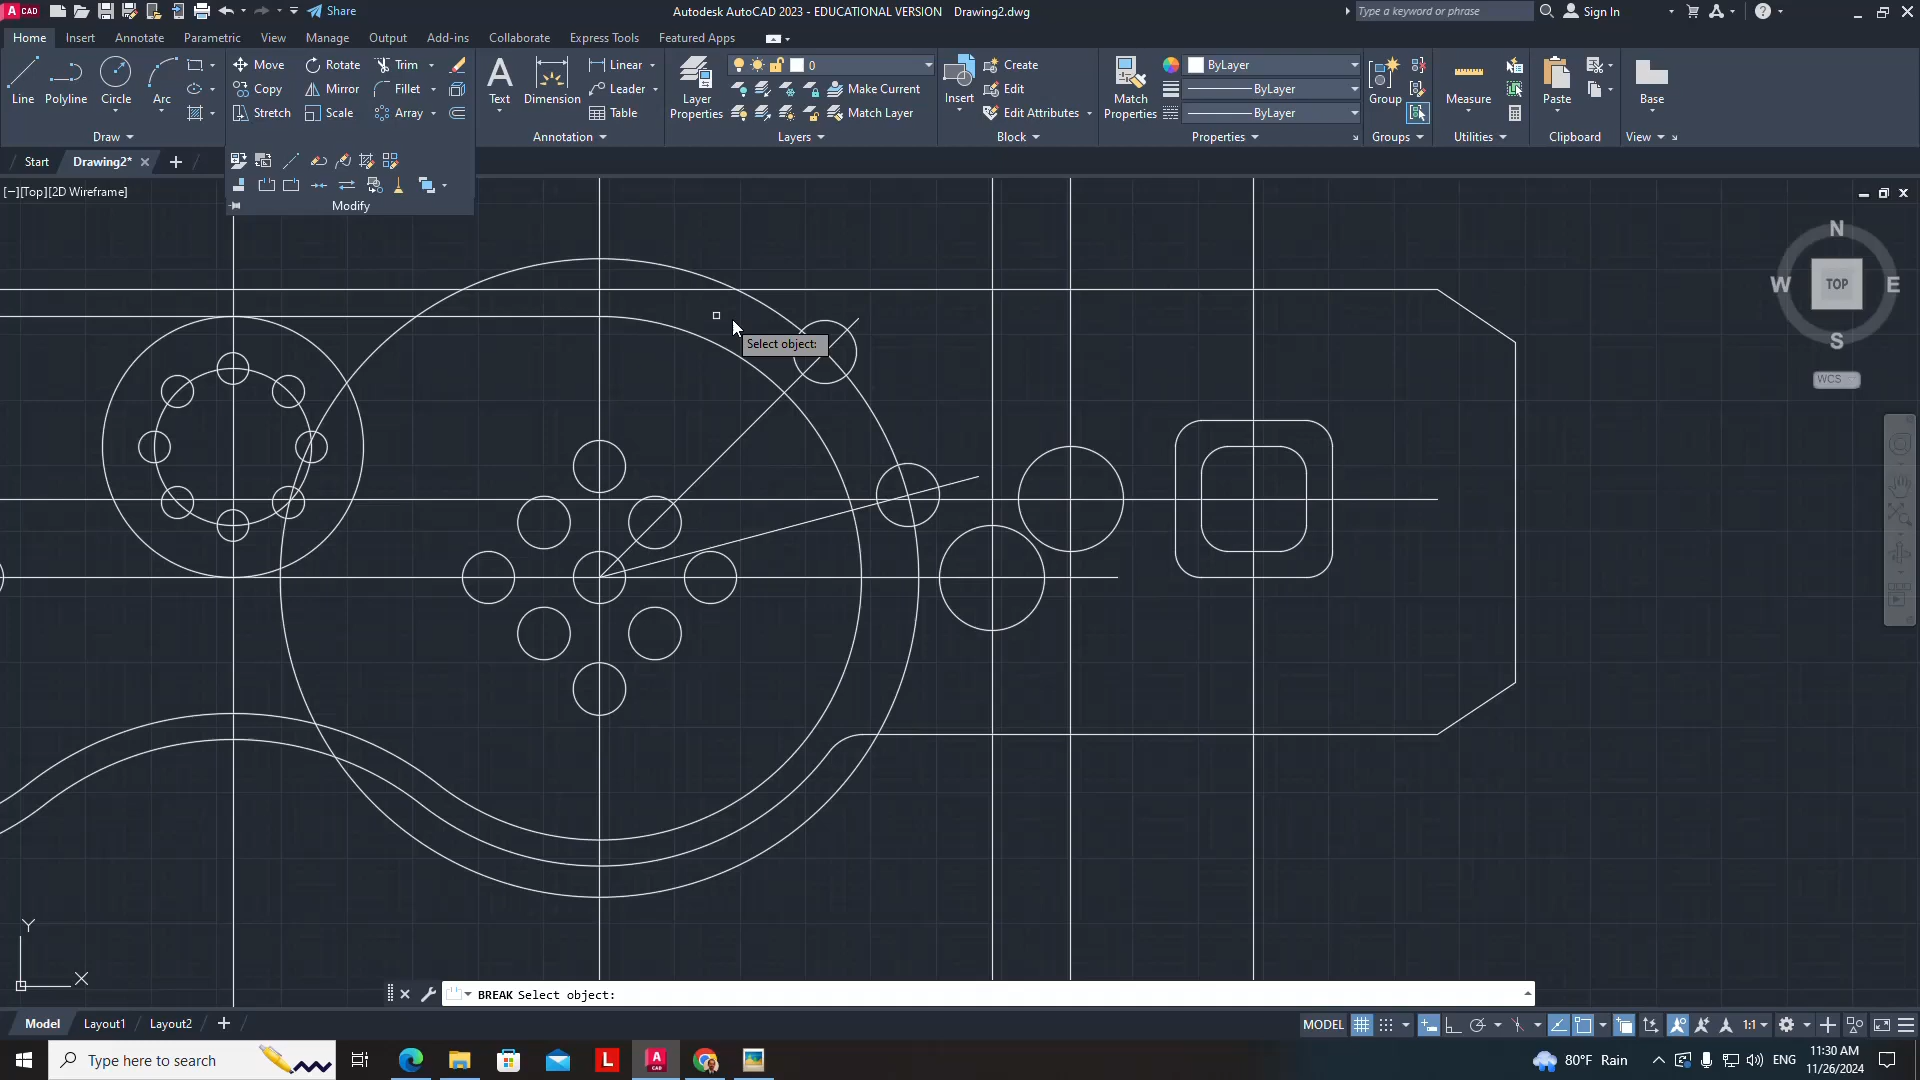 CAD
Share
Autodesk AutoCAD 2023 - EDUCATIONAL VERSION Drawing2.dwg
Type a keyword or phrase
Sign In
Home Insert Annotate Parametric View Manage Output Add-ins Collaborate Express Tools Featured Apps
Line Polyline Circle Arc
Move Rotate Trim
Copy Mirror Fillet
Stretch Scale Array
Text Dimension
Linear
Leader
Table
Layer
Properties
0
Make Current
Match Layer
Insert
Create
Edit
Edit Attributes
Match
Properties
ByLayer
ByLayer
ByLayer
Group
Measure
Paste
Base
Draw Annotation Layers Block Properties Groups Utilities Clipboard View
Start Drawing2*
Modify
[−][Top][2D Wireframe]
N
W TOP E
S
WCS
Select object:
Y
X
BREAK Select object:
Model Layout1 Layout2
MODEL 1:1
Type here to search
L
A
CAD
80°F Rain
ENG
11:30 AM
11/26/2024